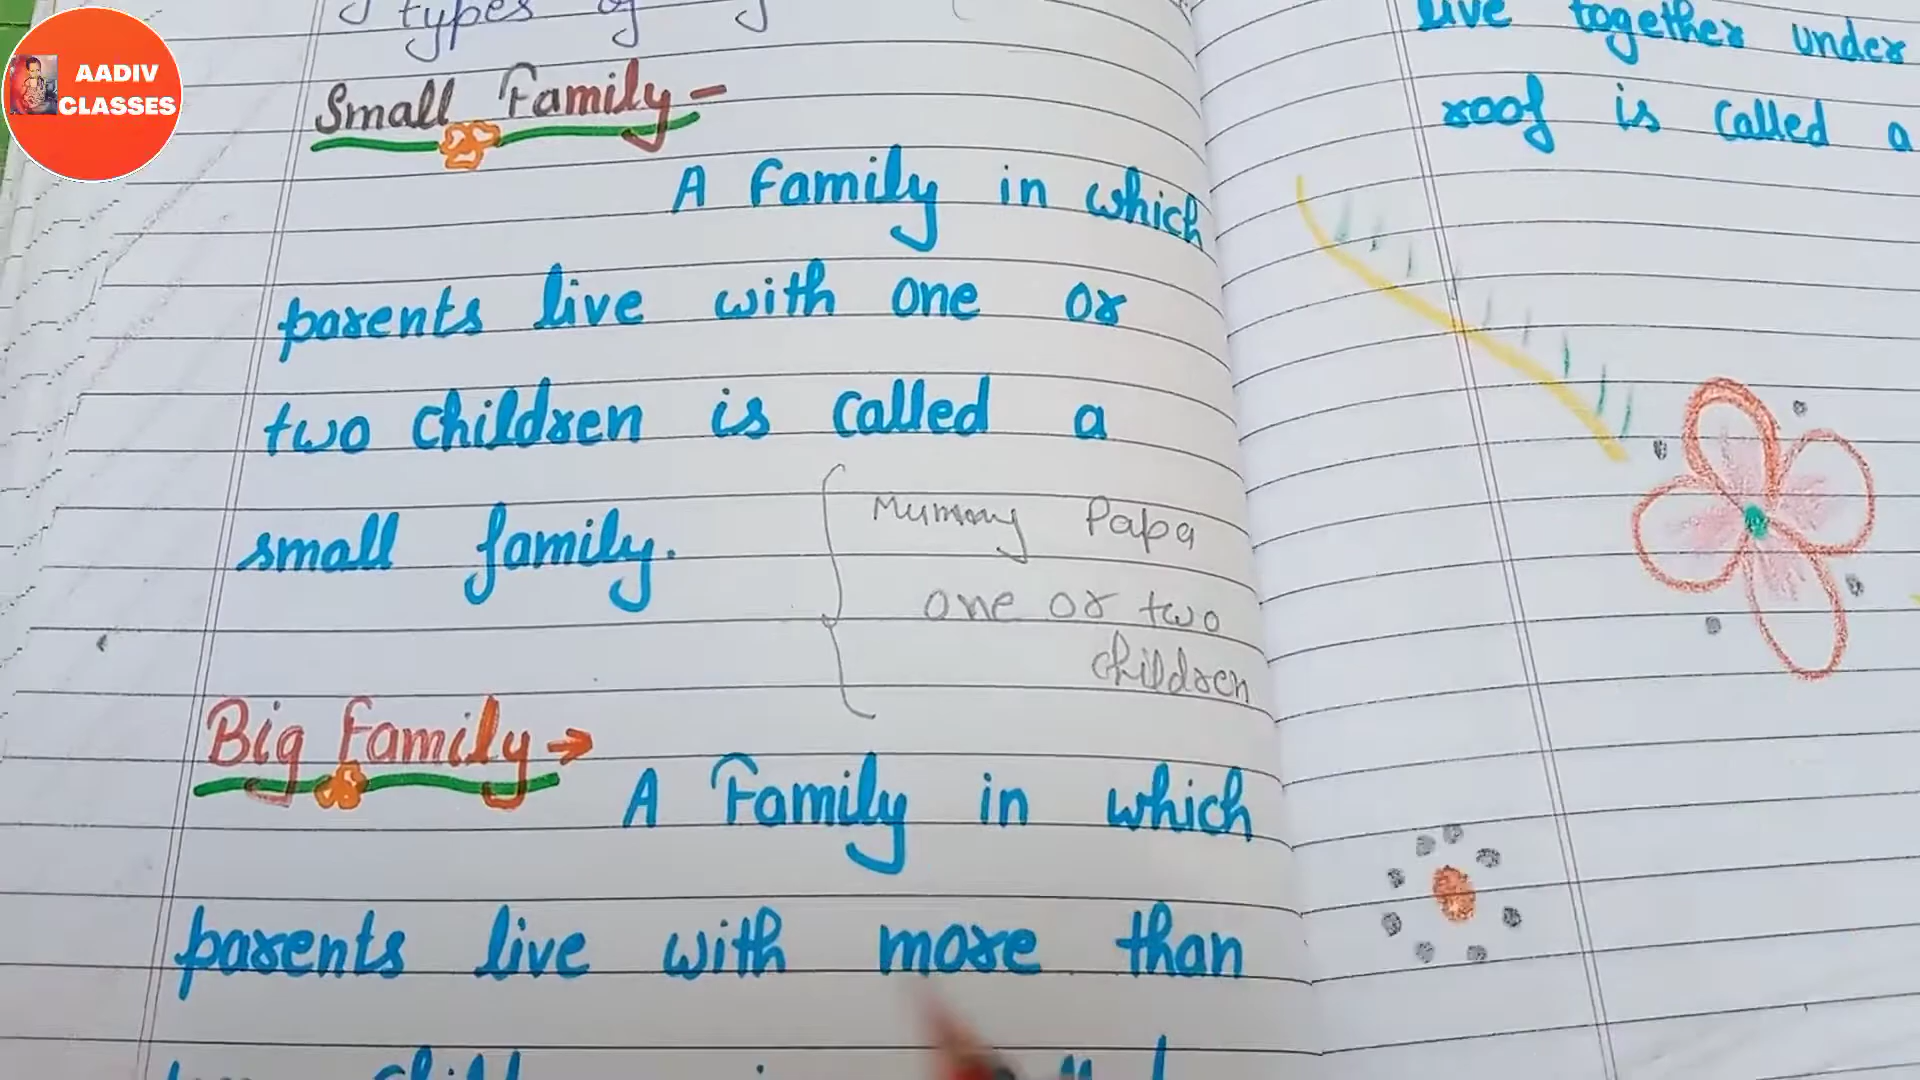 AADIV
CLASSES
types of
Small Family -
A Family in which
parents live with one or
two children is called a
small family.
Mummy Papa
one or two
children
Big Family →
A Family in which
parents live with more than
live together under
roof is called a